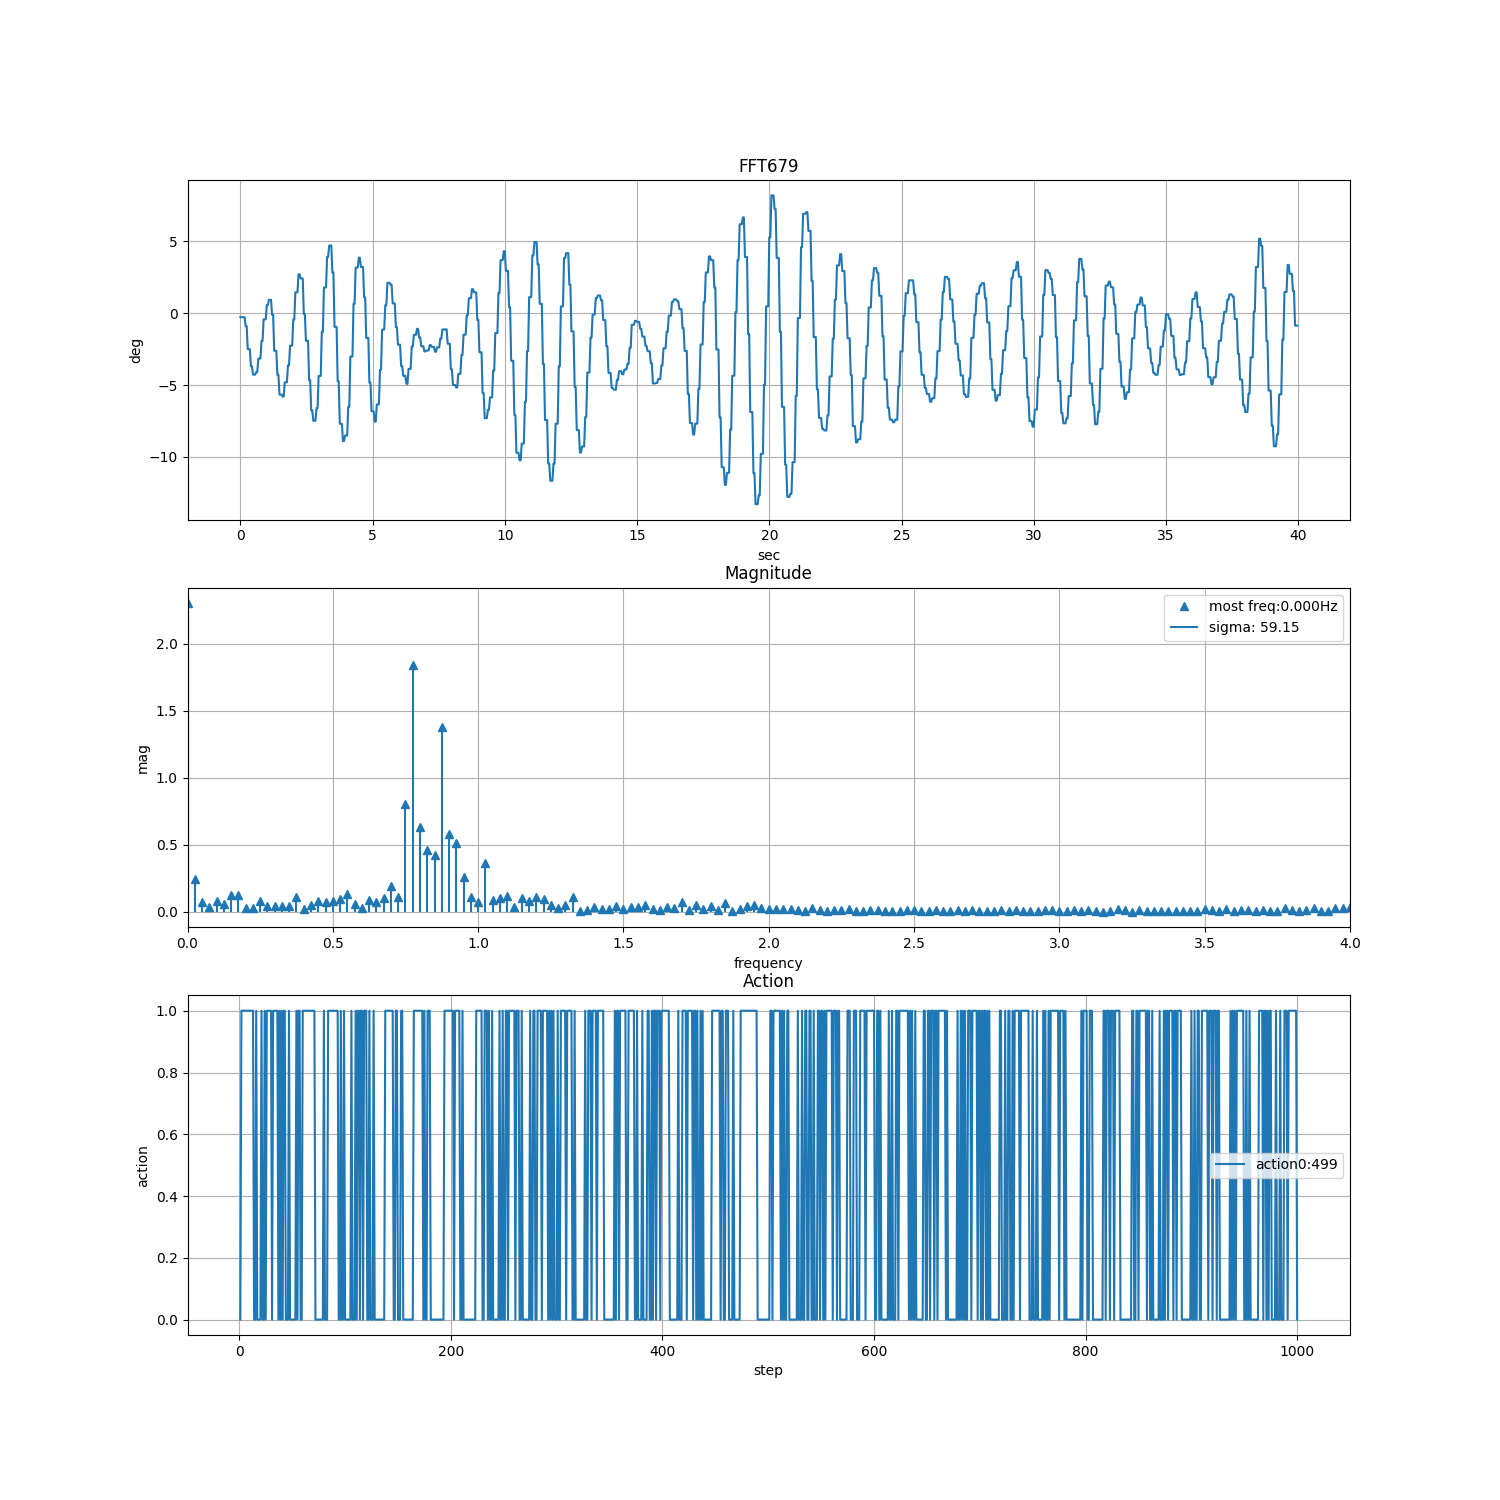 FFT679
5
0
−5
−10
deg
0 5 10 15 20 25 30 35 40
sec
Magnitude
most freq:0.000Hz
sigma: 59.15
2.0
1.5
1.0
0.5
0.0
mag
0.0 0.5 1.0 1.5 2.0 2.5 3.0 3.5 4.0
frequency
Action
1.0
0.8
0.6
0.4
0.2
0.0
action
action0:499
0 200 400 600 800 1000
step